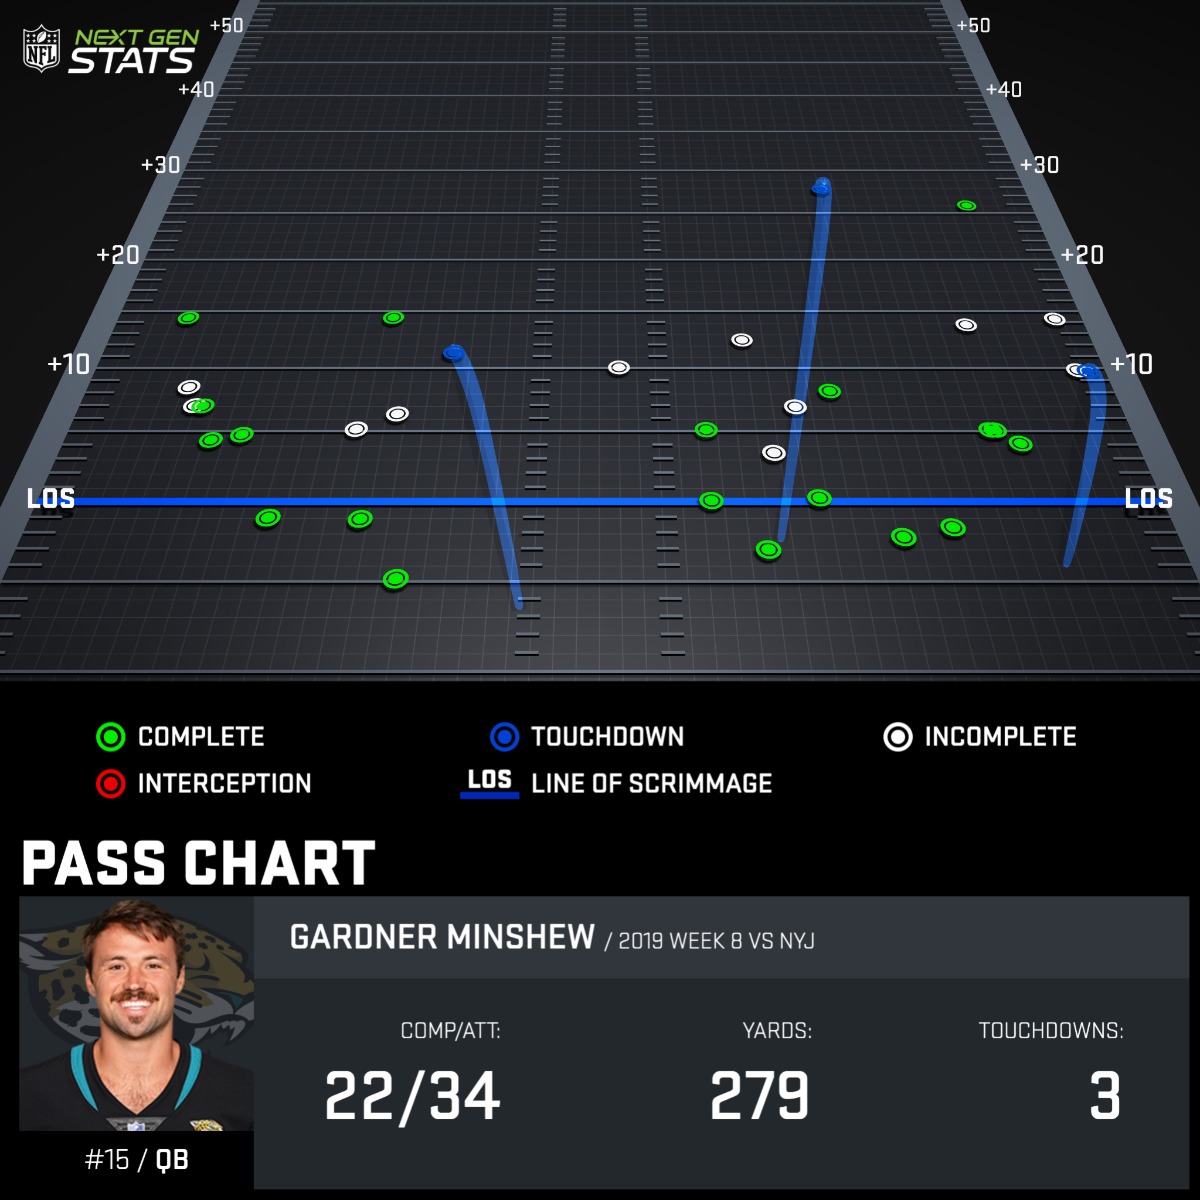 NFL NEXT GEN STATS
+50 +50
+40 +40
+30 +30
+20 +20
+10 +10
LOS LOS
COMPLETE TOUCHDOWN INCOMPLETE
INTERCEPTION LOS LINE OF SCRIMMAGE
PASS CHART
GARDNER MINSHEW / 2019 WEEK 8 VS NYJ
COMP/ATT: YARDS: TOUCHDOWNS:
22/34 279 3
#15 / QB